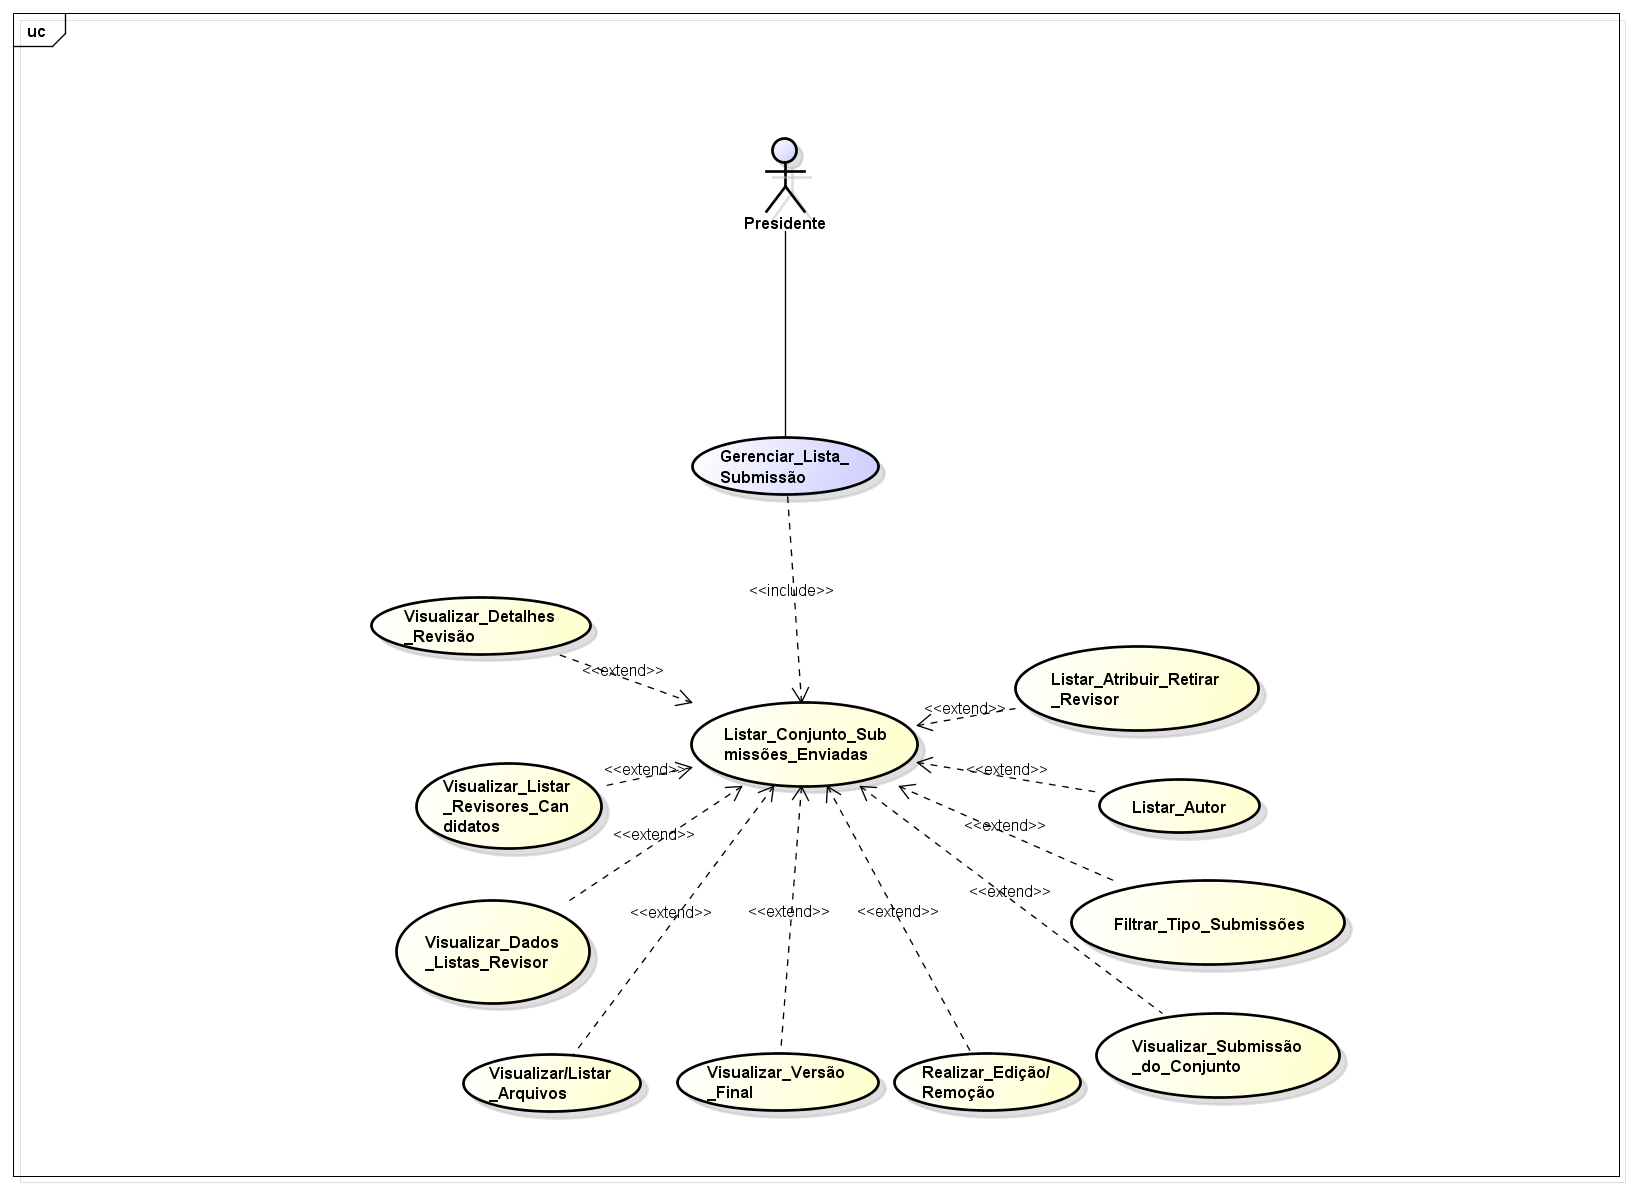 uc
Presidente
Gerenciar_Lista_
Submissão
<<include>>
Visualizar_Detalhes
_Revisão
<<extend>>
Listar_Atribuir_Retirar
_Revisor
<<extend>>
Listar_Conjunto_Sub
missões_Enviadas
<<extend>>
<<extend>>
Visualizar_Listar
_Revisores_Can
didatos
Listar_Autor
<<extend>>
<<extend>>
<<extend>>
Filtrar_Tipo_Submissões
<<extend>>
<<extend>>
<<extend>>
Visualizar_Dados
_Listas_Revisor
Visualizar_Submissão
_do_Conjunto
Visualizar/Listar
_Arquivos
Visualizar_Versão
_Final
Realizar_Edição/
Remoção